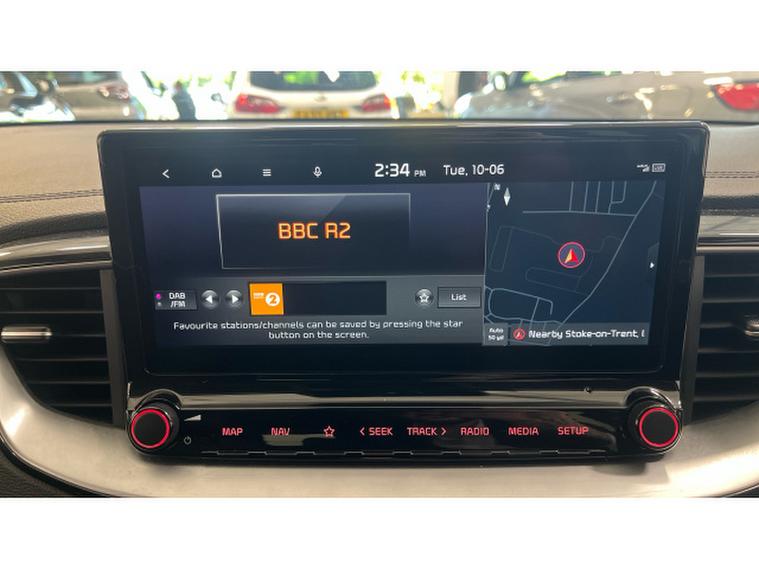 2:34 PM Tue, 10-06
BBC R2
N
DAB
/FM
2
List
Favourite stations/channels can be saved by pressing the star
button on the screen.
Auto
50 yd
Nearby Stoke-on-Trent,
MAP NAV < SEEK TRACK > RADIO MEDIA SETUP